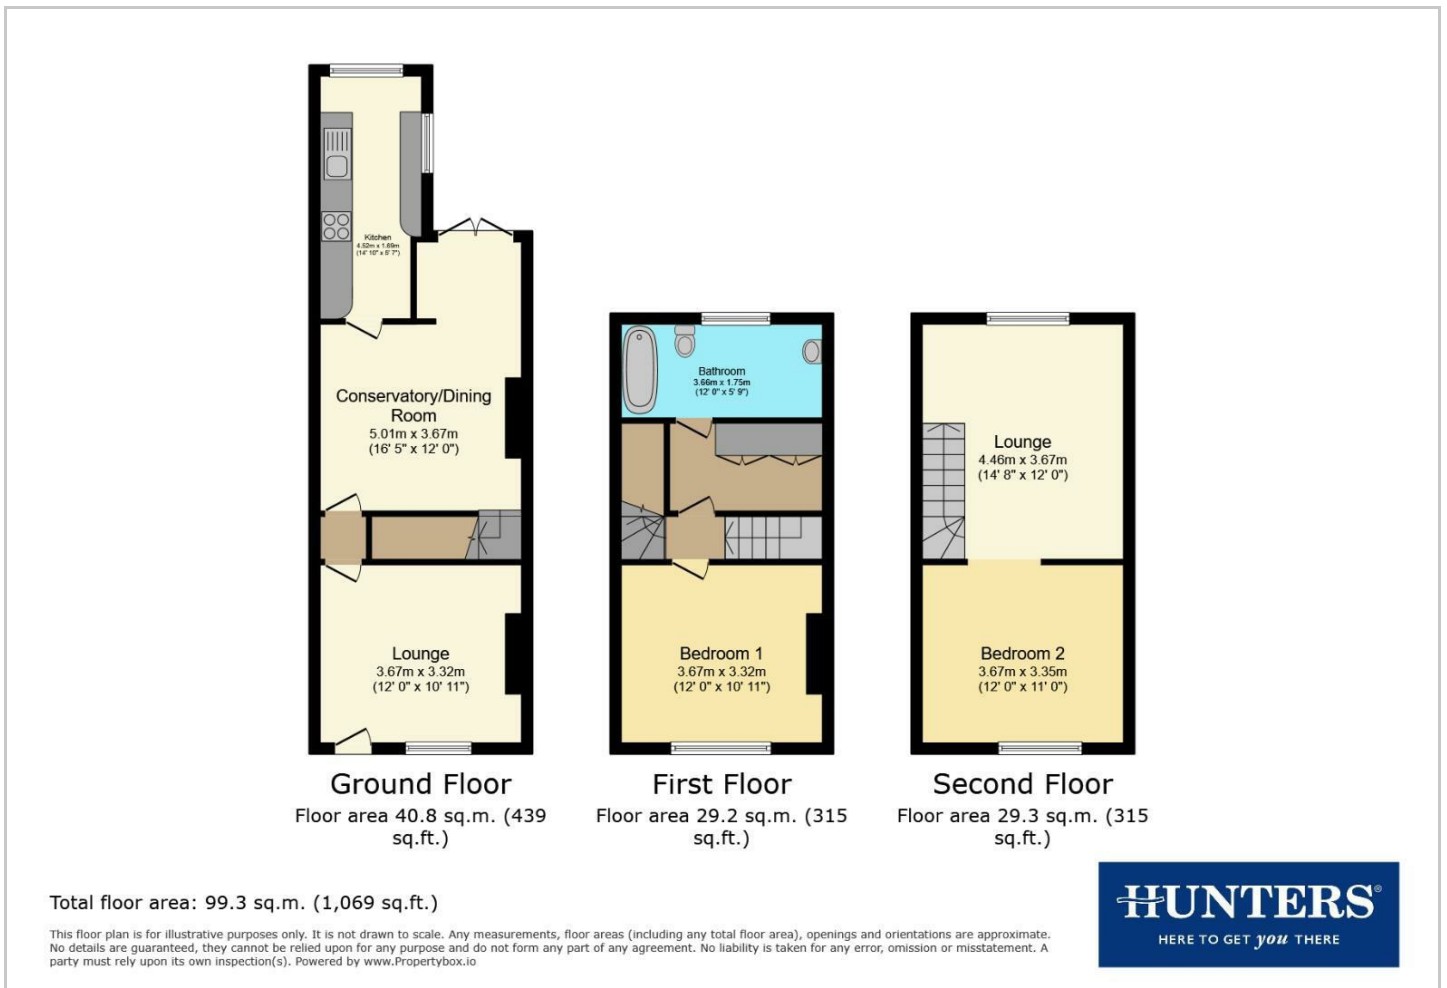 Kitchen
4.52m x 1.69m
(14' 10" x 5' 7")
Conservatory/Dining
Room
5.01m x 3.67m
(16' 5" x 12' 0")
Lounge
3.67m x 3.32m
(12' 0" x 10' 11")
Ground Floor
Floor area 40.8 sq.m. (439
sq.ft.)
Bathroom
3.66m x 1.75m
(12' 0" x 5' 9")
Bedroom 1
3.67m x 3.32m
(12' 0" x 10' 11")
First Floor
Floor area 29.2 sq.m. (315
sq.ft.)
Lounge
4.46m x 3.67m
(14' 8" x 12' 0")
Bedroom 2
3.67m x 3.35m
(12' 0" x 11' 0")
Second Floor
Floor area 29.3 sq.m. (315
sq.ft.)
Total floor area: 99.3 sq.m. (1,069 sq.ft.)
This floor plan is for illustrative purposes only. It is not drawn to scale. Any measurements, floor areas (including any total floor area), openings and orientations are approximate.
No details are guaranteed, they cannot be relied upon for any purpose and do not form any part of any agreement. No liability is taken for any error, omission or misstatement. A
party must rely upon its own inspection(s). Powered by www.Propertybox.io
HUNTERS®
HERE TO GET you THERE